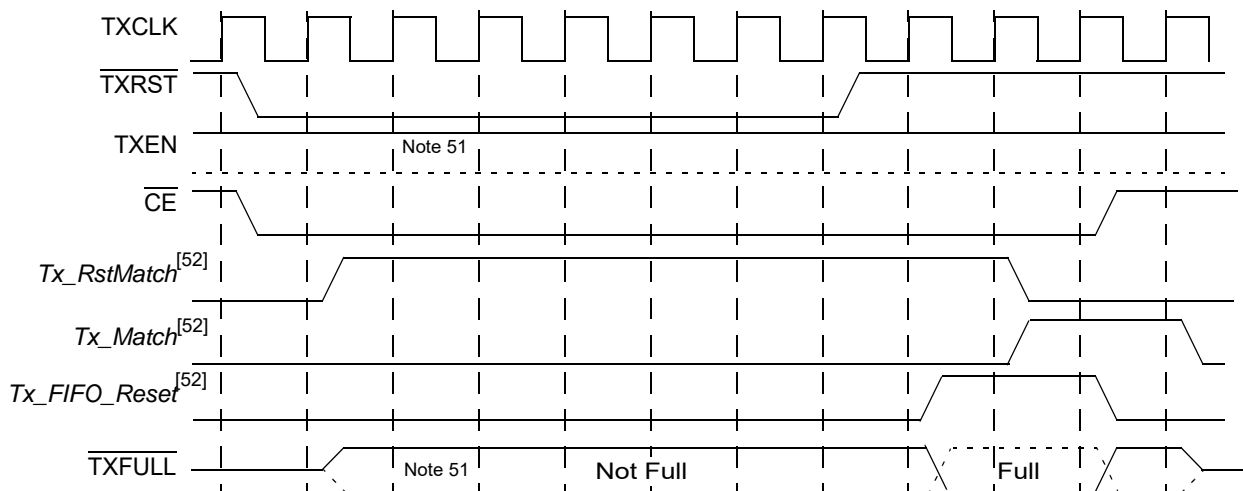 TXCLK
TXRST
TXEN
Note 51
CE
Tx_RstMatch[52]
Tx_Match[52]
Tx_FIFO_Reset[52]
TXFULL
Note 51
Not Full
Full